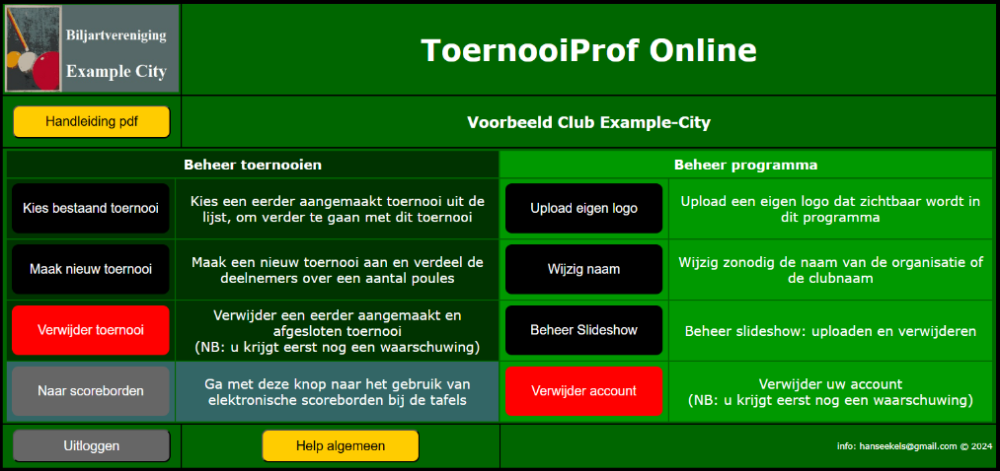 Biljartvereniging
Example City
ToernooiProf Online
Handleiding pdf
Voorbeeld Club Example-City
Beheer toernooien
Kies bestaand toernooi
Kies een eerder aangemaakt toernooi uit de
lijst, om verder te gaan met dit toernooi
Maak nieuw toernooi
Maak een nieuw toernooi aan en verdeel de
deelnemers over een aantal poules
Verwijder toernooi
Verwijder een eerder aangemaakt en
afgesloten toernooi
(NB: u krijgt eerst nog een waarschuwing)
Naar scoreborden
Ga met deze knop naar het gebruik van
elektronische scoreborden bij de tafels
Beheer programma
Upload eigen logo
Upload een eigen logo dat zichtbaar wordt in
dit programma
Wijzig naam
Wijzig zonodig de naam van de organisatie of
de clubnaam
Beheer Slideshow
Beheer slideshow: uploaden en verwijderen
Verwijder account
Verwijder uw account
(NB: u krijgt eerst nog een waarschuwing)
Uitloggen
Help algemeen
info: hanseekels@gmail.com © 2024